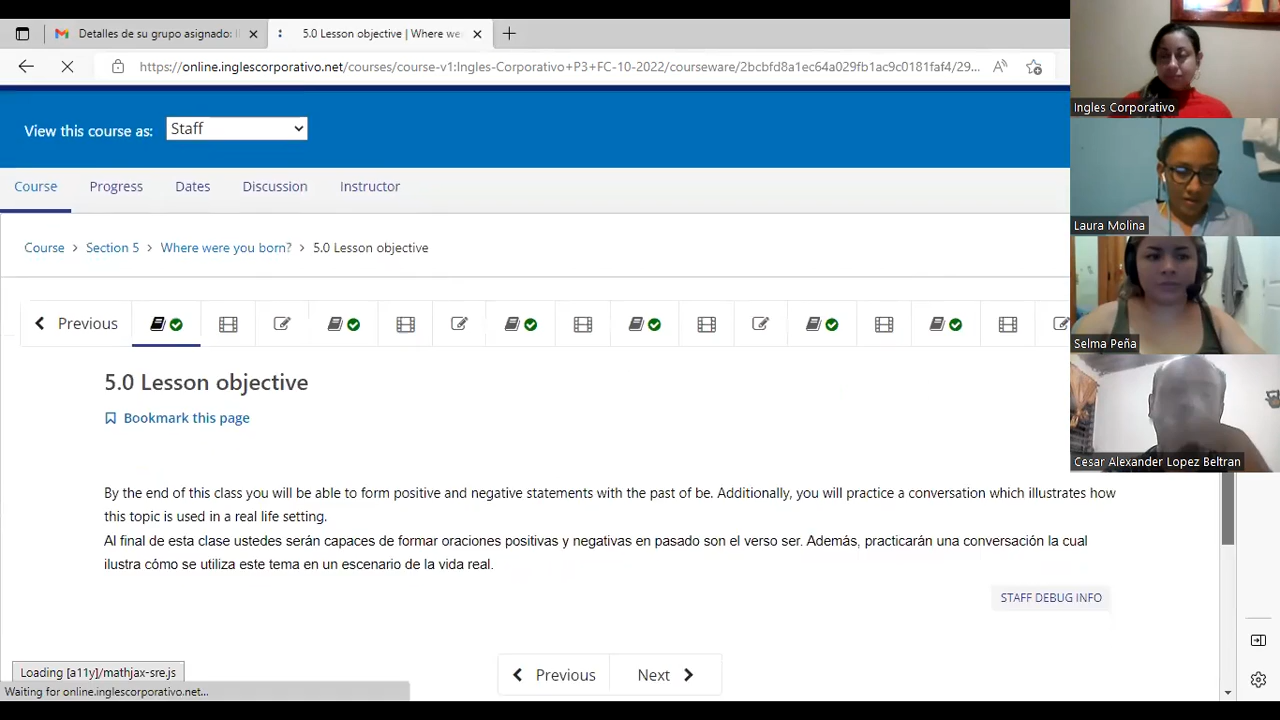 Detalles de su grupo asignado: I
5.0 Lesson objective | Where we
https://online.inglescorporativo.net/courses/course-v1:Ingles-Corporativo+P3+FC-10-2022/courseware/2bcbfd8a1ec64a029fb1ac9c0181faf4/29...
View this course as: Staff
Course Progress Dates Discussion Instructor
Course > Section 5 > Where were you born? > 5.0 Lesson objective
Previous
5.0 Lesson objective
Bookmark this page
By the end of this class you will be able to form positive and negative statements with the past of be. Additionally, you will practice a conversation which illustrates how
this topic is used in a real life setting.
Al final de esta clase ustedes serán capaces de formar oraciones positivas y negativas en pasado son el verso ser. Además, practicarán una conversación la cual
ilustra cómo se utiliza este tema en un escenario de la vida real.
STAFF DEBUG INFO
Previous Next
Loading [a11y]/mathjax-sre.js
Waiting for online.inglescorporativo.net...
Ingles Corporativo
Laura Molina
Selma Peña
Cesar Alexander Lopez Beltran